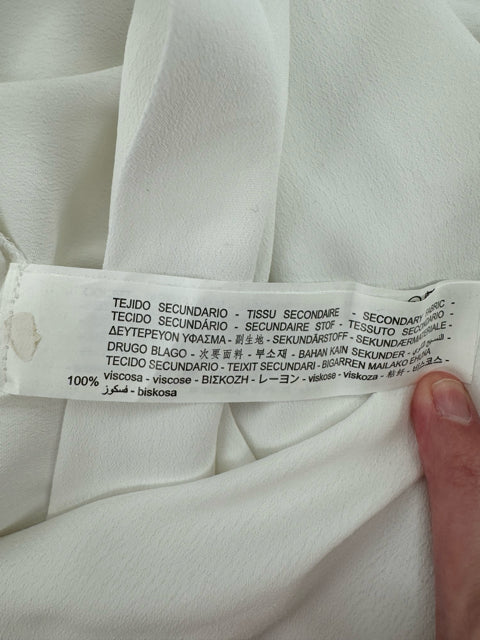 TEJIDO SECUNDARIO - TISSU SECONDAIRE - SECONDARY FABRIC -
TECIDO SECUNDÁRIO - SECUNDAIRE STOF - TESSUTO SECONDARIO -
ΔΕΥΤΕΡΕΥΟΝ ΥΦΑΣΜΑ - 副生地 - SEKUNDÄRSTOFF - SEKUNDÆRMATERIALE -
DRUGO BLAGO - 次要面料 - 부소재 - BAHAN KAIN SEKUNDER -
TECIDO SECUNDARIO - TEIXIT SECUNDARI - BIGARREN MAILAKO EHUNA
100% viscosa - viscose - ΒΙΣΚΟΖΗ - レーヨン - viskose - viskoza - 粘纤 - 비스코스 -
فسكوز - biskosa